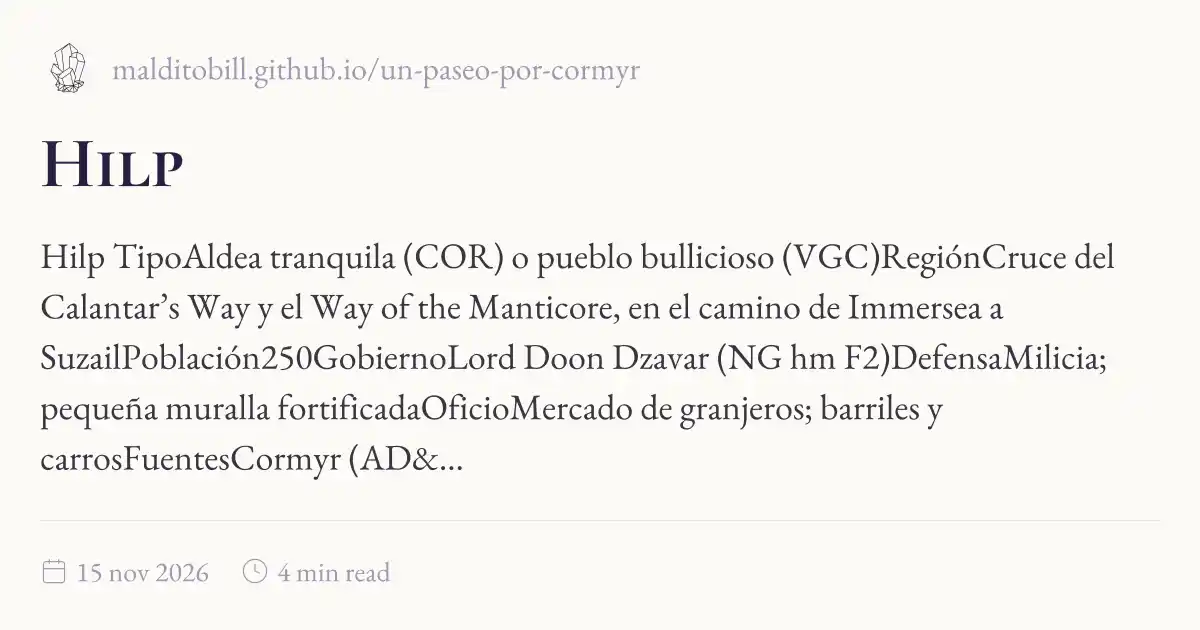 malditobill.github.io/un-paseo-por-cormyr
Hilp
Hilp TipoAldea tranquila (COR) o pueblo bullicioso (VGC)RegiónCruce del
Calantar’s Way y el Way of the Manticore, en el camino de Immersea a
SuzailPoblación250GobiernoLord Doon Dzavar (NG hm F2)DefensaMilicia;
pequeña muralla fortificadaOficioMercado de granjeros; barriles y
carrosFuentesCormyr (AD&...
15 nov 2026 4 min read